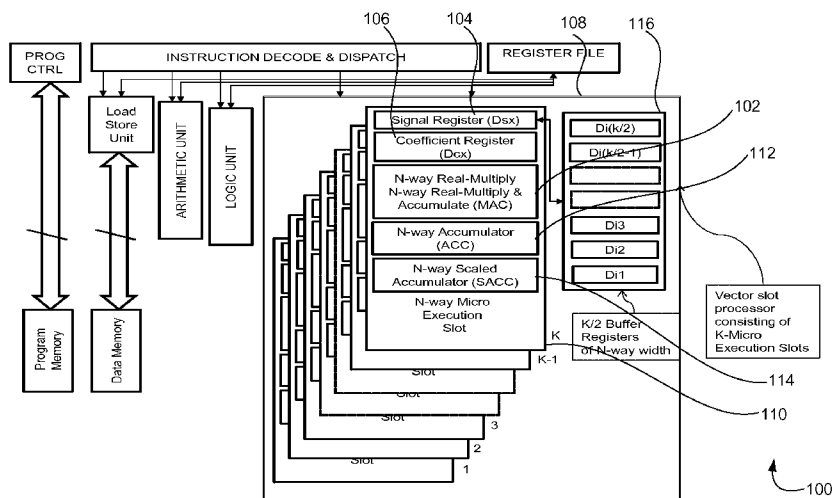 106
104
108
116
PROG
CTRL
INSTRUCTION DECODE & DISPATCH
REGISTER FILE
Load
Store
Unit
ARITHMETIC UNIT
LOGIC UNIT
Signal Register (Dsx)
Coefficient Register
(Dcx)
N-way Real-Multiply
N-way Real-Multiply &
Accumulate (MAC)
N-way Accumulator
(ACC)
N-way Scaled
Accumulator (SACC)
N-way Micro
Execution
Slot
Di(k/2)
Di(k/2-1)
Di3
Di2
Di1
102
112
Vector slot
processor
consisting of
K-Micro
Execution Slots
K/2 Buffer
Registers
of N-way width
K
K-1
114
110
Program
Memory
Data Memory
Slot
Slot
3
Slot
2
Slot
1
100